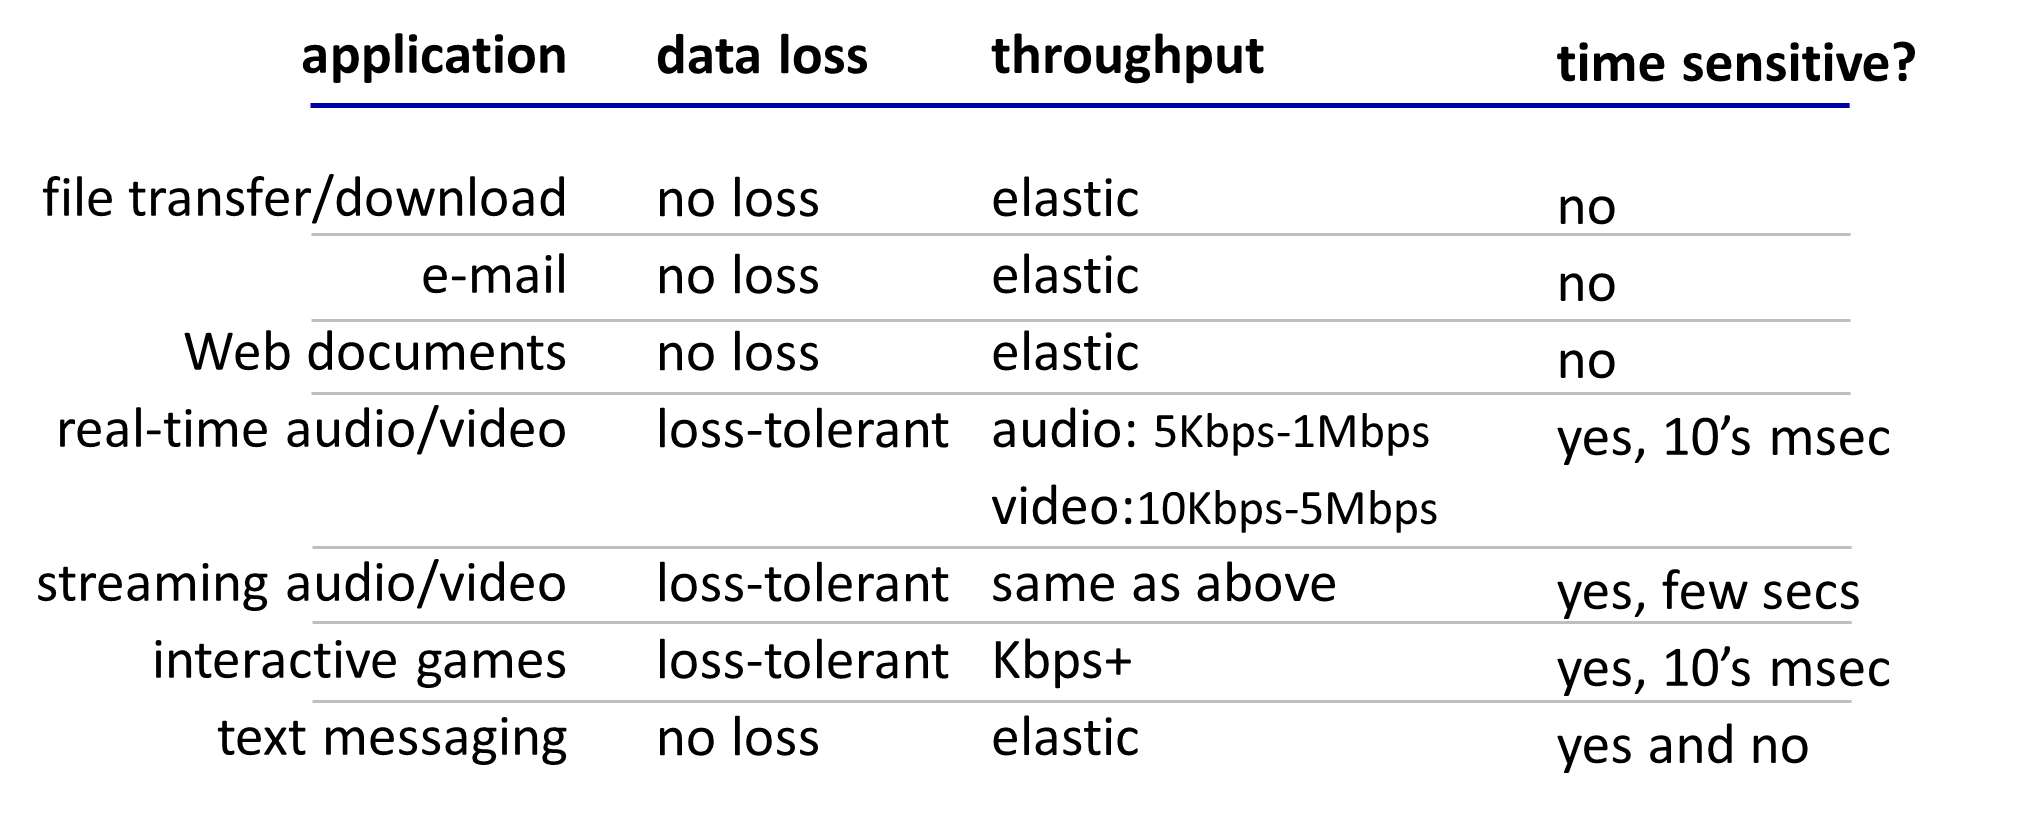 application data loss throughput time sensitive?
file transfer/download no loss elastic no
e-mail no loss elastic no
Web documents no loss elastic no
real-time audio/video loss-tolerant audio: 5Kbps-1Mbps yes, 10’s msec
video:10Kbps-5Mbps
streaming audio/video loss-tolerant same as above yes, few secs
interactive games loss-tolerant Kbps+ yes, 10’s msec
text messaging no loss elastic yes and no